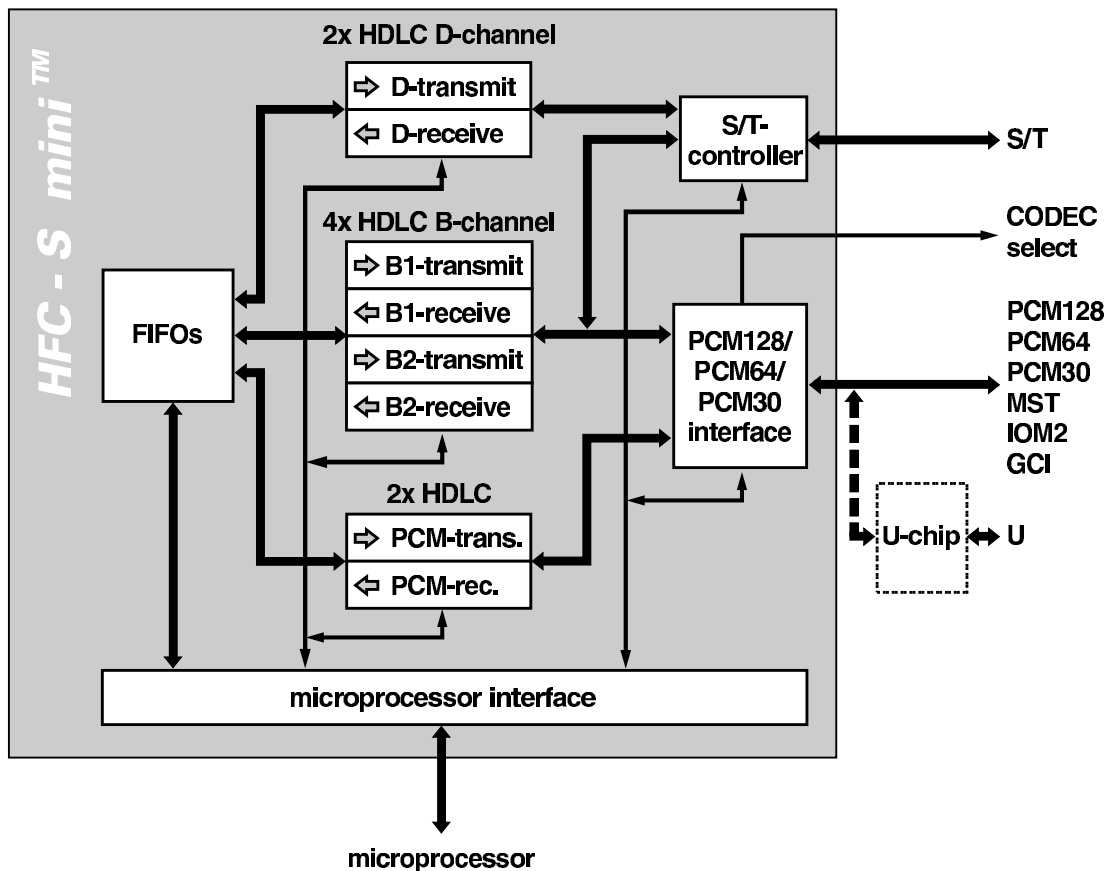 HFC - S mini™
2x HDLC D-channel
D-transmit
D-receive
4x HDLC B-channel
B1-transmit
B1-receive
B2-transmit
B2-receive
2x HDLC
PCM-trans.
PCM-rec.
FIFOs
S/T-
controller
PCM128/
PCM64/
PCM30
interface
S/T
CODEC
select
PCM128
PCM64
PCM30
MST
IOM2
GCI
U-chip
U
microprocessor interface
microprocessor